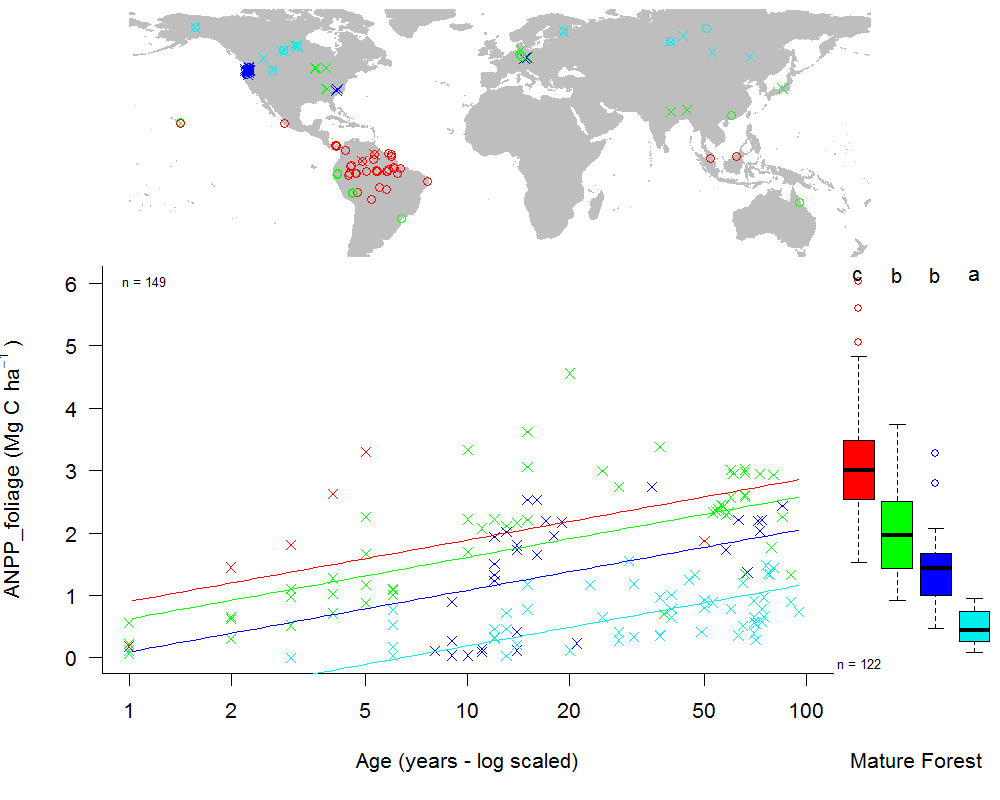 c b b a
n = 149
6
5
4
3
2
1
0
ANPP_foliage (Mg C ha⁻¹ )
n = 122
1 2 5 10 20 50 100
Age (years - log scaled) Mature Forest